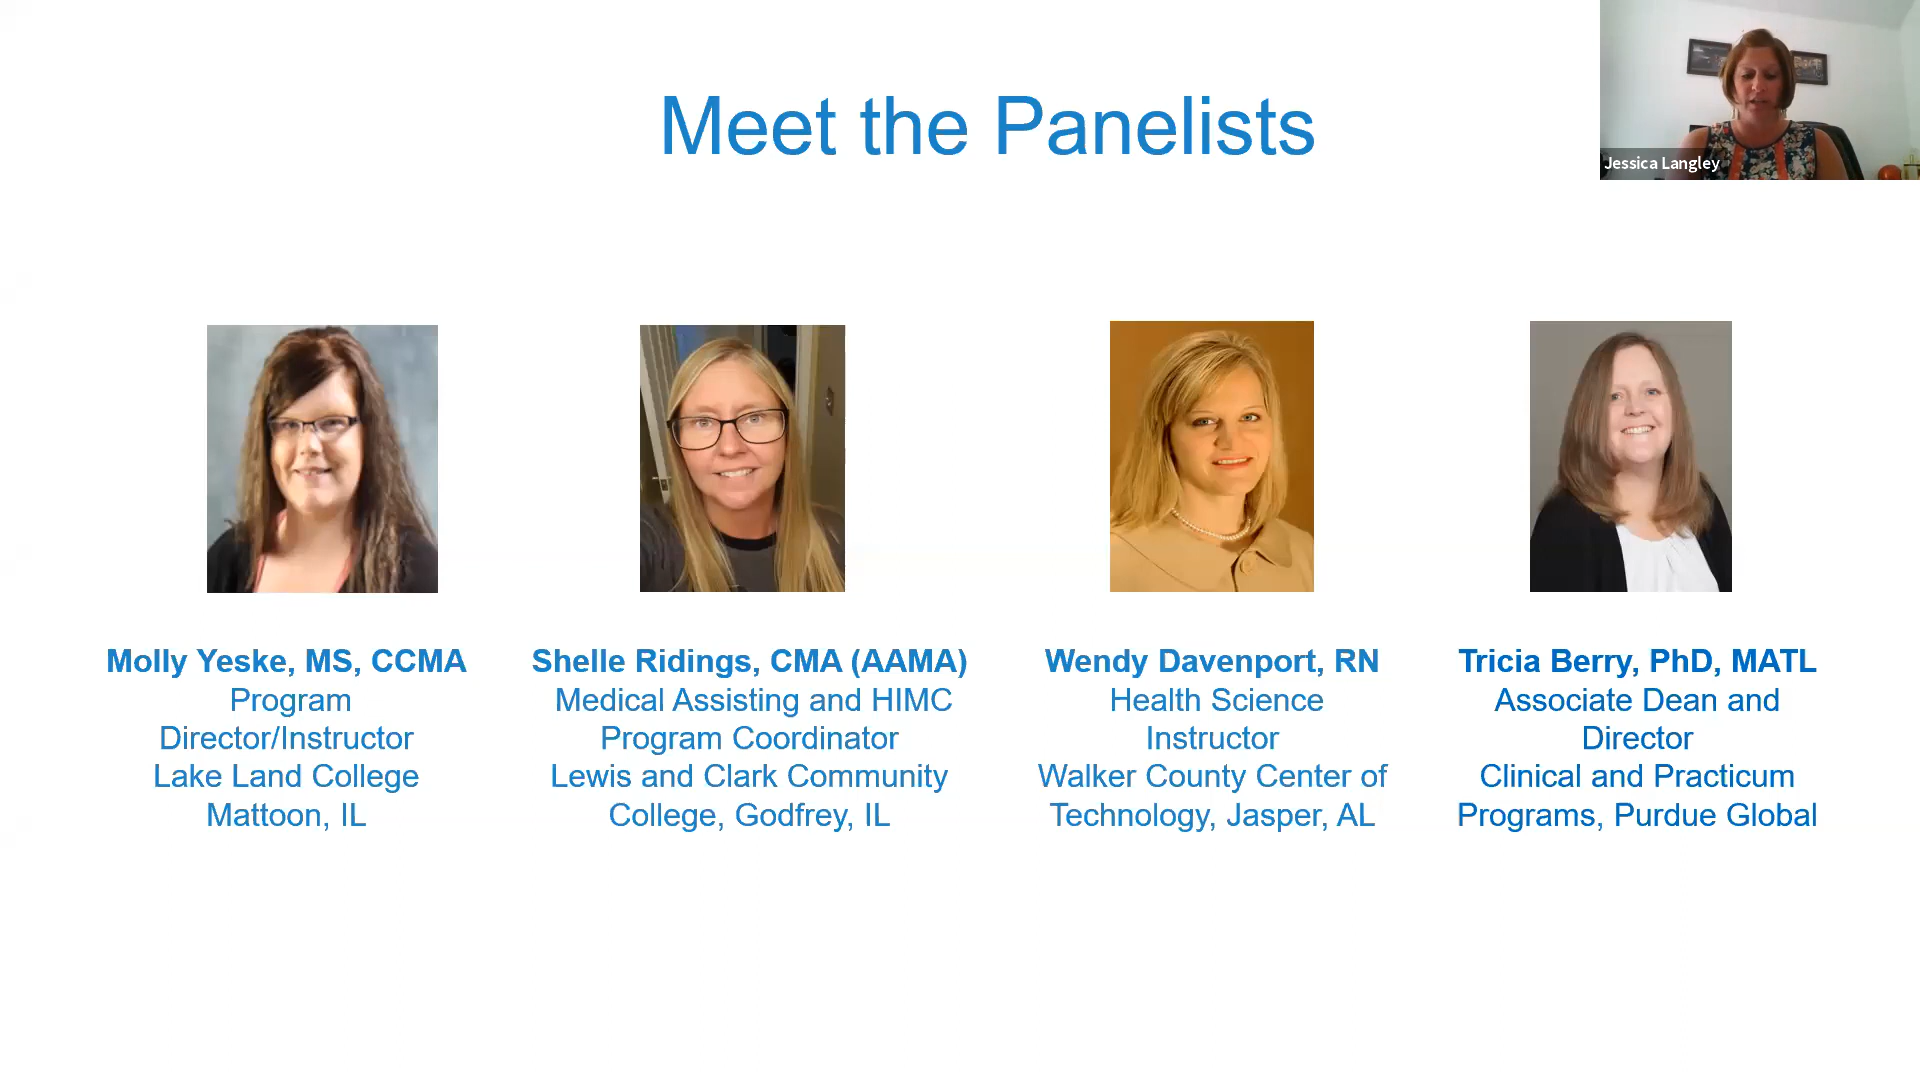 Meet the Panelists
Jessica Langley
Molly Yeske, MS, CCMA
Program
Director/Instructor
Lake Land College
Mattoon, IL
Shelle Ridings, CMA (AAMA)
Medical Assisting and HIMC
Program Coordinator
Lewis and Clark Community
College, Godfrey, IL
Wendy Davenport, RN
Health Science
Instructor
Walker County Center of
Technology, Jasper, AL
Tricia Berry, PhD, MATL
Associate Dean and
Director
Clinical and Practicum
Programs, Purdue Global